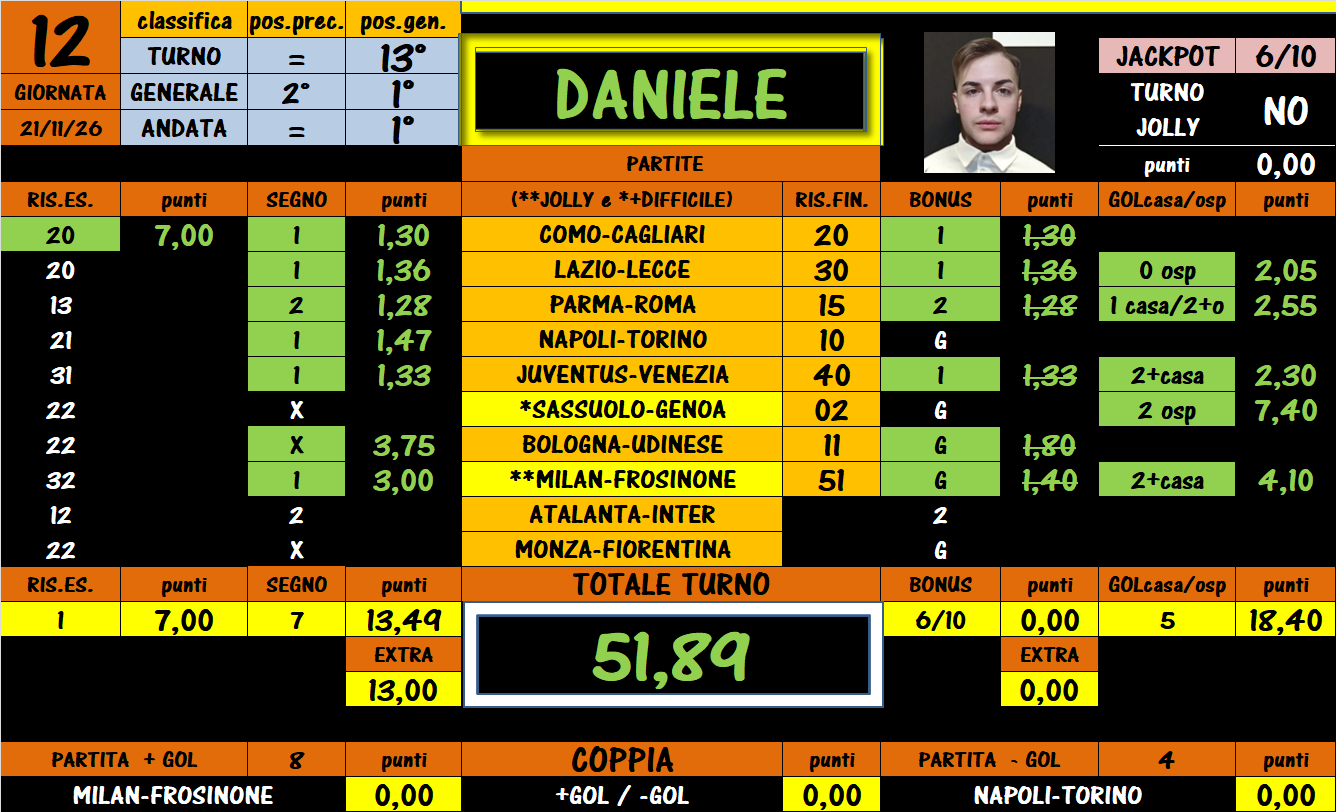 12 classifica pos.prec. pos.gen.
TURNO = 13° DANIELE JACKPOT 6/10
GIORNATA GENERALE 2° 1° TURNO JOLLY NO
21/11/26 ANDATA = 1°
PARTITE punti 0,00
RIS.ES. punti SEGNO punti (**JOLLY e *+DIFFICILE) RIS.FIN. BONUS punti GOLcasa/osp punti
20 7,00 1 1,30 COMO-CAGLIARI 20 1 1,30
20 1 1,36 LAZIO-LECCE 30 1 1,36 0 osp 2,05
13 2 1,28 PARMA-ROMA 15 2 1,28 1 casa/2+o 2,55
21 1 1,47 NAPOLI-TORINO 10 G
31 1 1,33 JUVENTUS-VENEZIA 40 1 1,33 2+casa 2,30
22 X *SASSUOLO-GENOA 02 G 2 osp 7,40
22 X 3,75 BOLOGNA-UDINESE 11 G 1,80
32 1 3,00 **MILAN-FROSINONE 51 G 1,40 2+casa 4,10
12 2 ATALANTA-INTER 2
22 X MONZA-FIORENTINA G
RIS.ES. punti SEGNO punti TOTALE TURNO BONUS punti GOLcasa/osp punti
1 7,00 7 13,49 51,89 6/10 0,00 5 18,40
EXTRA EXTRA
13,00 0,00
PARTITA + GOL 8 punti COPPIA punti PARTITA - GOL 4 punti
MILAN-FROSINONE 0,00 +GOL / -GOL 0,00 NAPOLI-TORINO 0,00